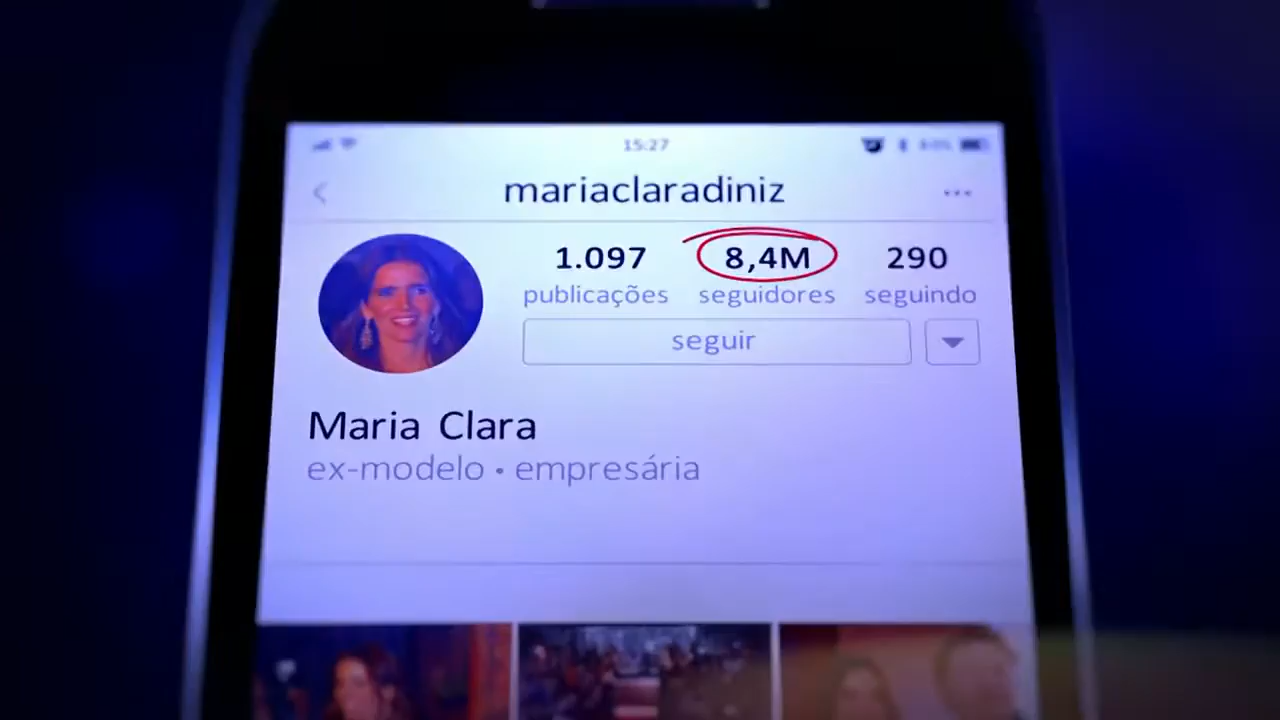 15:27
mariaclaradiniz
1.097 8,4M 290
publicações seguidores seguindo
seguir
Maria Clara
ex-modelo • empresária